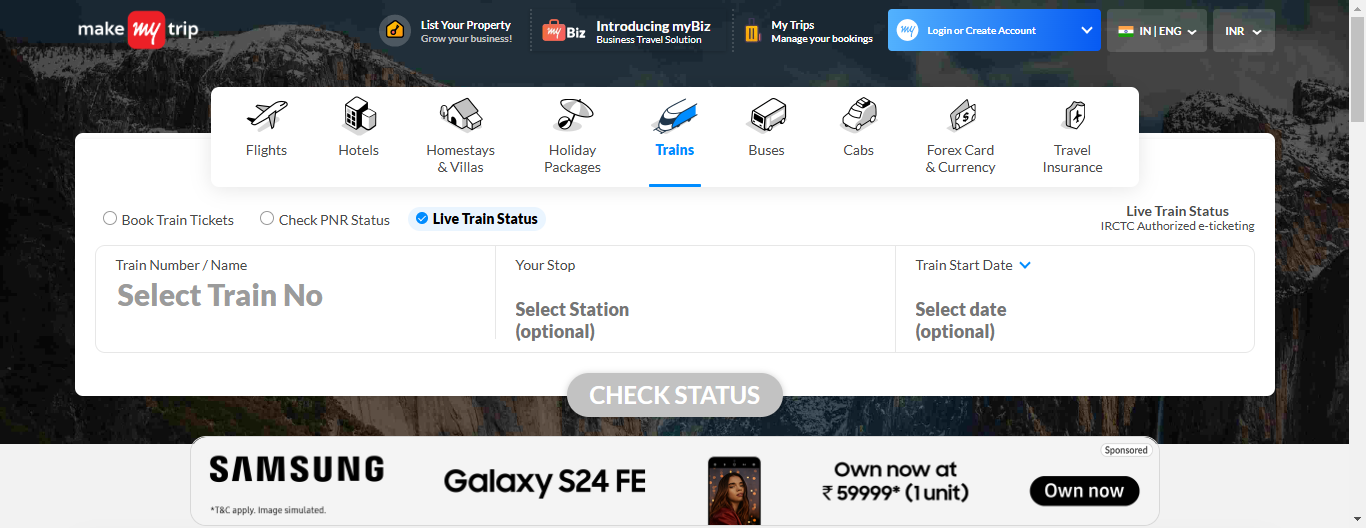 make my trip
List Your Property
Grow your business!
my Biz
Introducing myBiz
Business Travel Solution
My Trips
Manage your bookings
my
Login or Create Account
IN | ENG
INR
Flights
Hotels
Homestays
& Villas
Holiday
Packages
Trains
Buses
Cabs
Forex Card
& Currency
Travel
Insurance
Book Train Tickets
Check PNR Status
Live Train Status
Live Train Status
IRCTC Authorized e-ticketing
Train Number / Name
Select Train No
Your Stop
Select Station
(optional)
Train Start Date
Select date
(optional)
CHECK STATUS
Sponsored
SAMSUNG
*T&C apply. Image simulated.
Galaxy S24 FE
Own now at
₹ 59999* (1 unit)
Own now